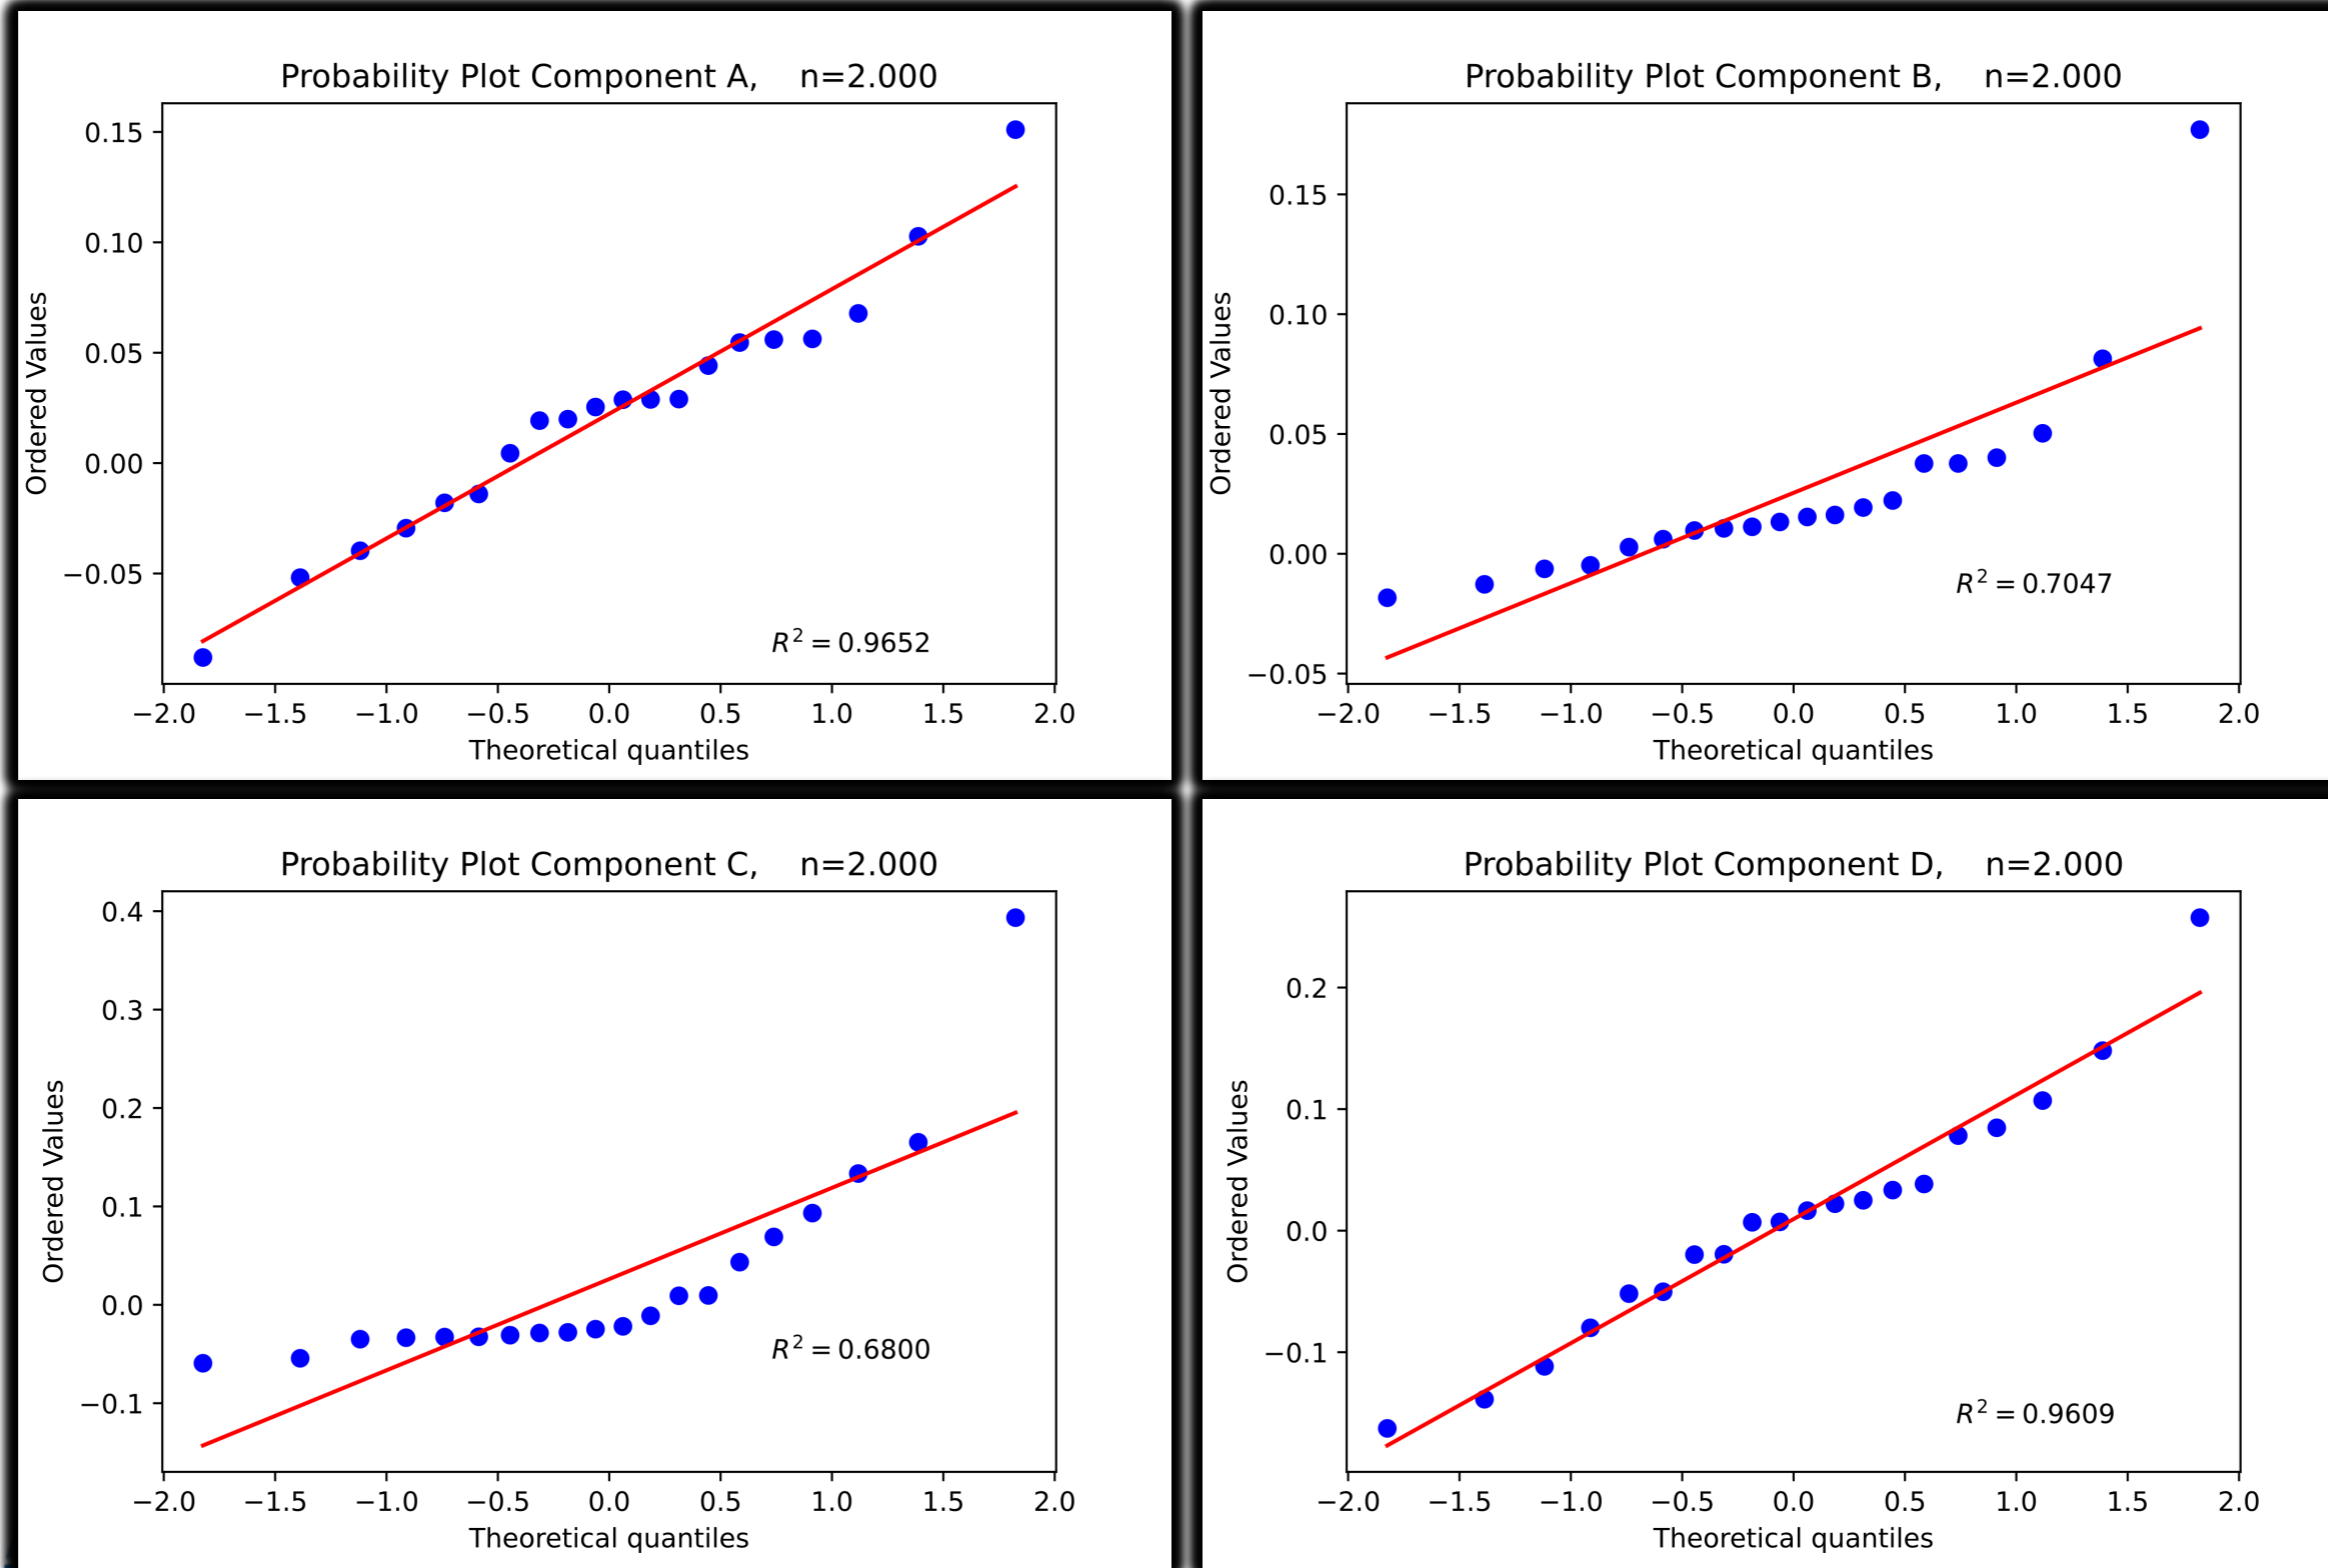 Probability Plot Component A, n=2.000
0.15
0.10
0.05
0.00
−0.05
Ordered Values
R² = 0.9652
−2.0 −1.5 −1.0 −0.5 0.0 0.5 1.0 1.5 2.0
Theoretical quantiles
Probability Plot Component B, n=2.000
0.15
0.10
0.05
0.00
−0.05
Ordered Values
R² = 0.7047
−2.0 −1.5 −1.0 −0.5 0.0 0.5 1.0 1.5 2.0
Theoretical quantiles
Probability Plot Component C, n=2.000
0.4
0.3
0.2
0.1
0.0
−0.1
Ordered Values
R² = 0.6800
−2.0 −1.5 −1.0 −0.5 0.0 0.5 1.0 1.5 2.0
Theoretical quantiles
Probability Plot Component D, n=2.000
0.2
0.1
0.0
−0.1
Ordered Values
R² = 0.9609
−2.0 −1.5 −1.0 −0.5 0.0 0.5 1.0 1.5 2.0
Theoretical quantiles